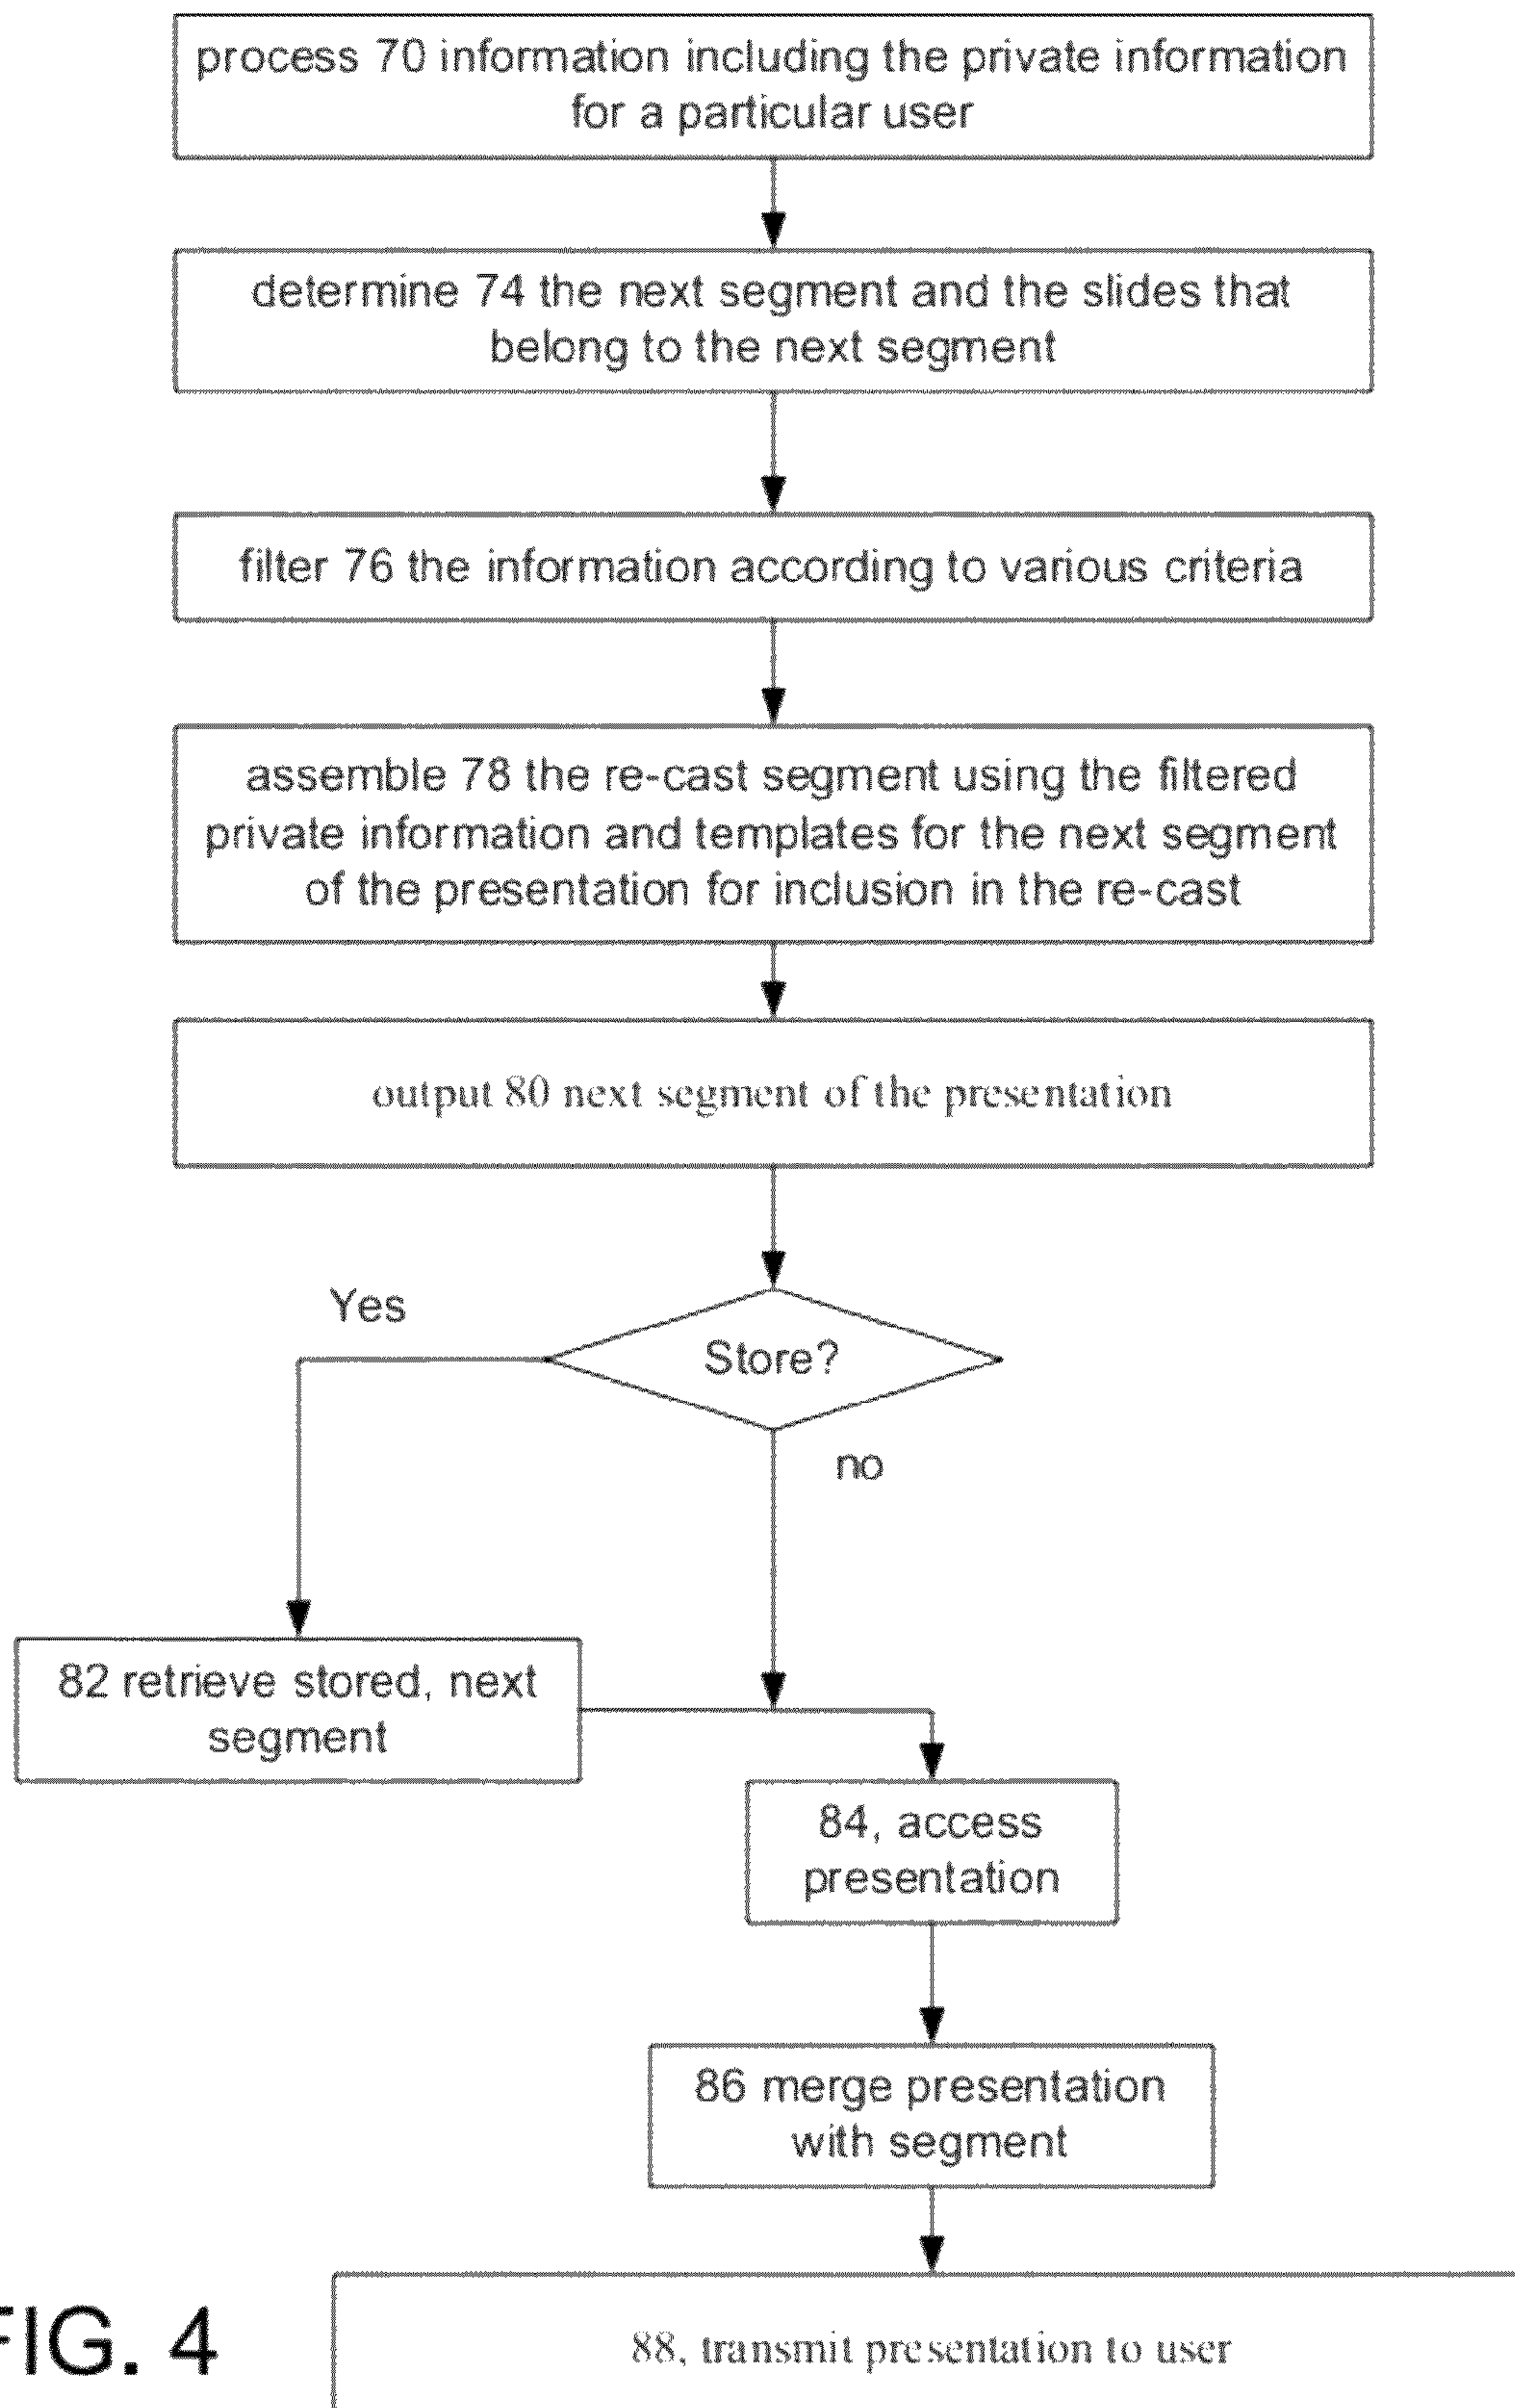 process 70 information including the private information
for a particular user
determine 74 the next segment and the slides that
belong to the next segment
filter 76 the information according to various criteria
assemble 78 the re-cast segment using the filtered
private information and templates for the next segment
of the presentation for inclusion in the re-cast
output 80 next segment of the presentation
Yes
Store?
no
82 retrieve stored, next
segment
84, access
presentation
86 merge presentation
with segment
FIG. 4
88, transmit presentation to user